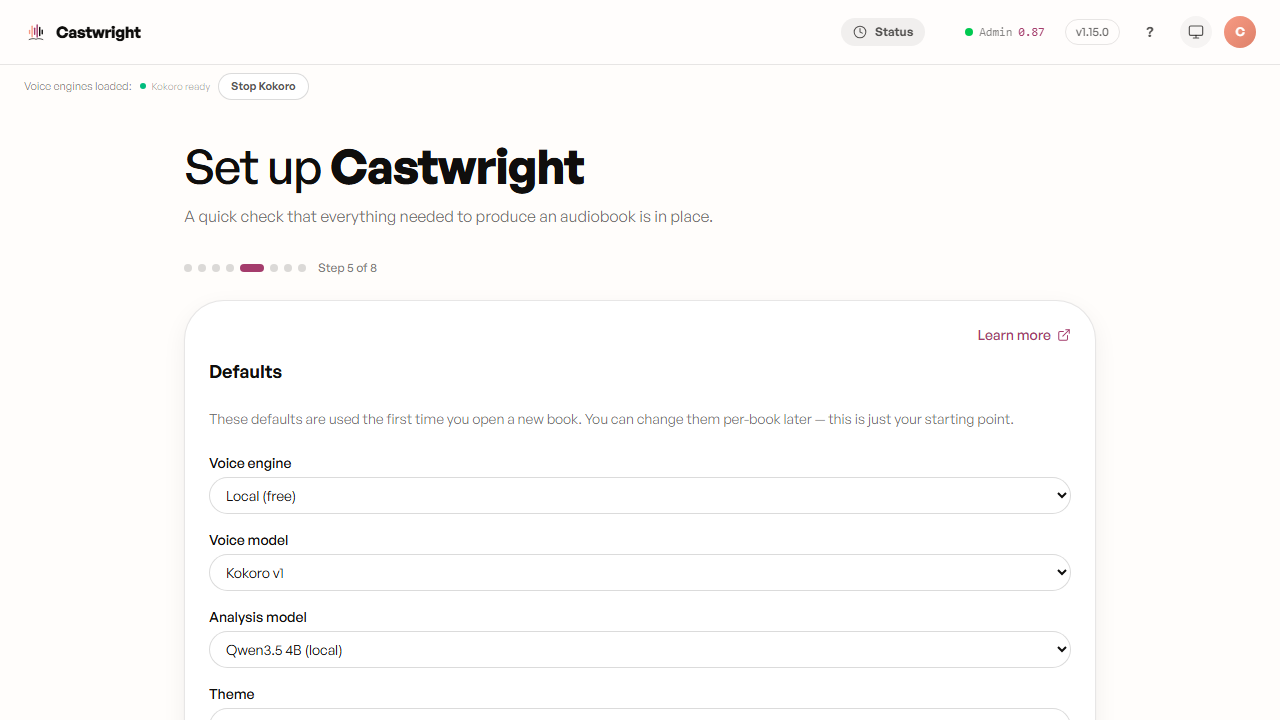 Castwright
Status
Admin 0.87
v1.15.0
?
C
Voice engines loaded: Kokoro ready Stop Kokoro
Set up Castwright
A quick check that everything needed to produce an audiobook is in place.
Step 5 of 8
Learn more
Defaults
These defaults are used the first time you open a new book. You can change them per-book later — this is just your starting point.
Voice engine
Local (free)
Voice model
Kokoro v1
Analysis model
Qwen3.5 4B (local)
Theme